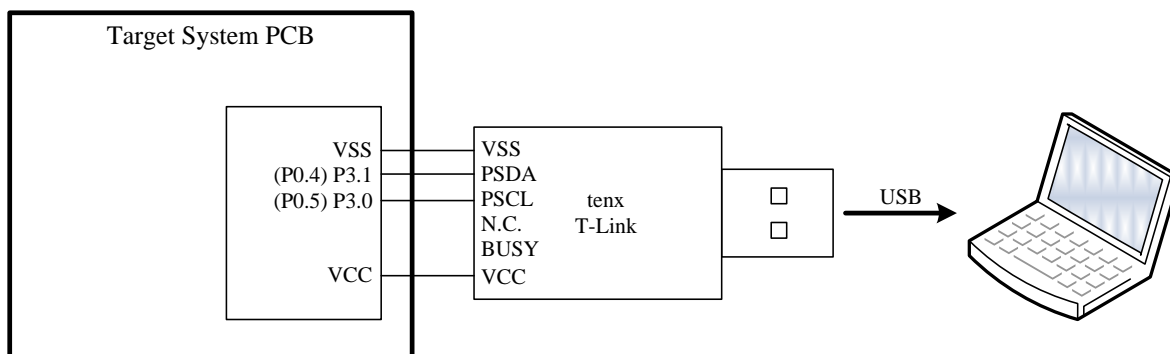 Target System PCB
VSS
(P0.4) P3.1
(P0.5) P3.0
VCC
VSS
PSDA
PSCL
N.C.
BUSY
VCC
tenx
T-Link
USB